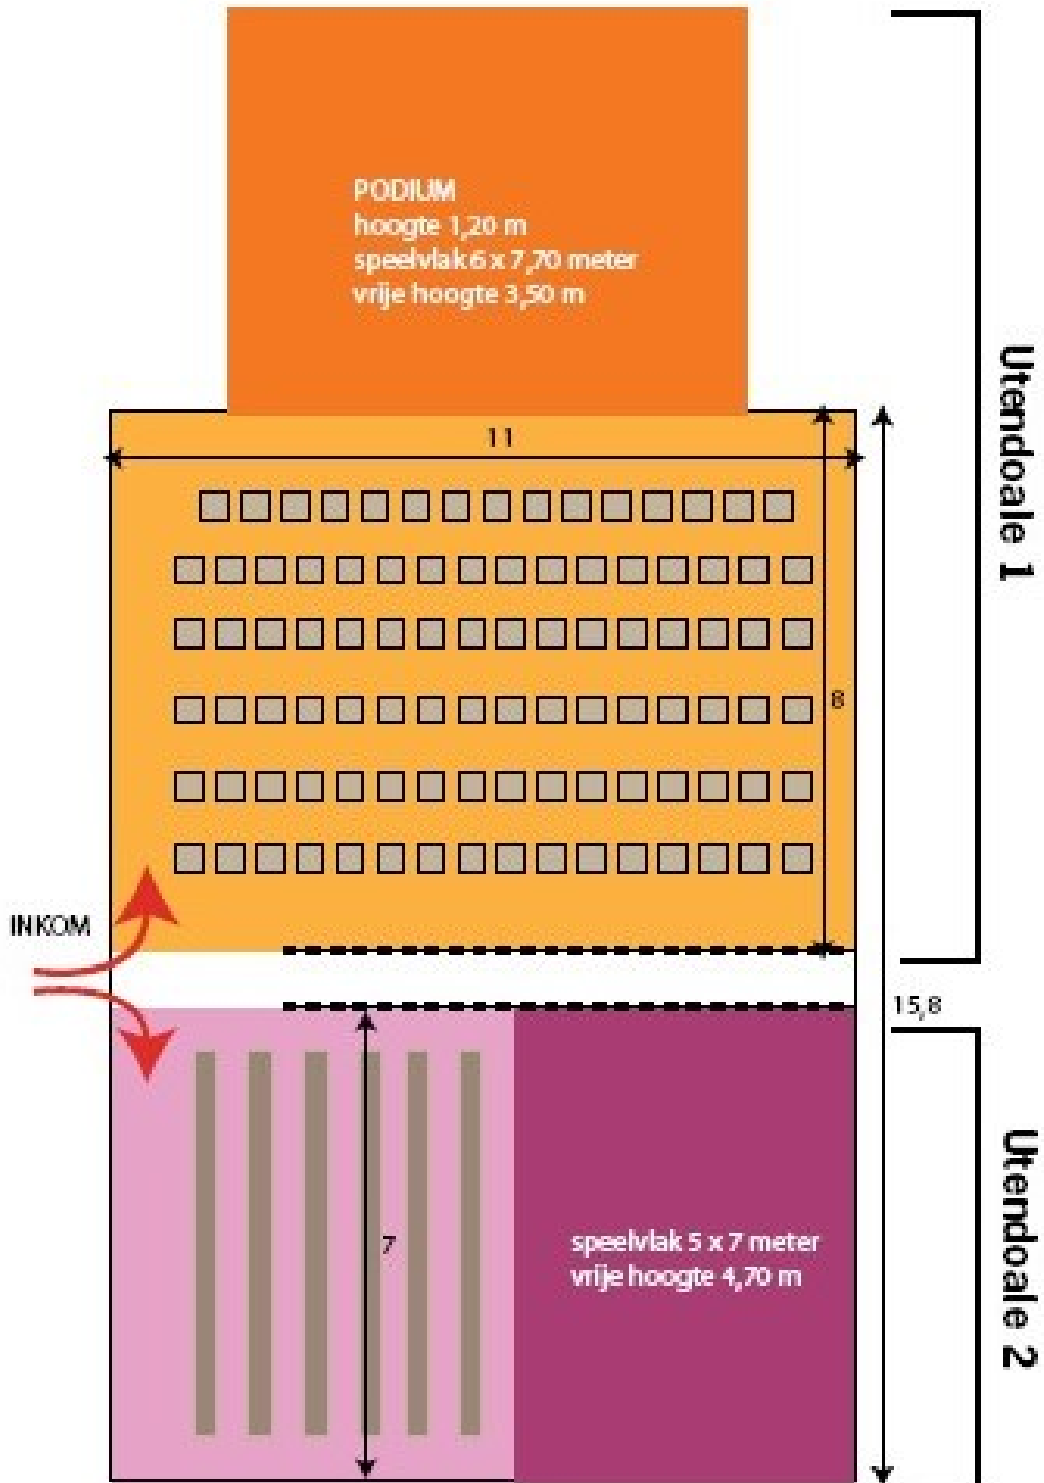 PODIUM
hoogte 1,20 m
speelvlak 6 x 7,70 meter
vrije hoogte 3,50 m
11
Utendoale 1
8
INKOM
15,8
7
speelvlak 5 x 7 meter
vrije hoogte 4,70 m
Utendoale 2